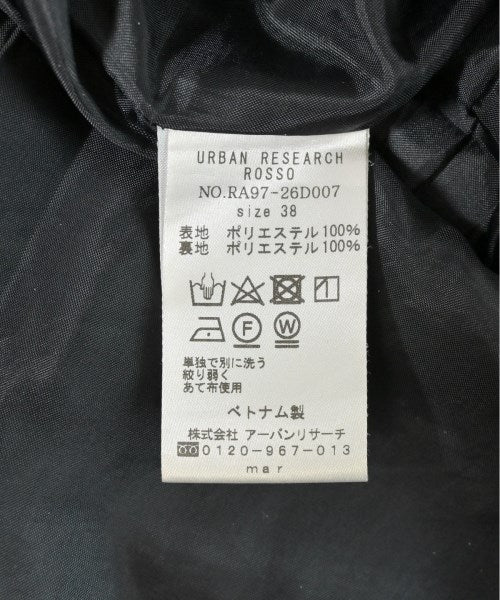 URBAN RESEARCH
ROSSO
NO.RA97-26D007
size 38
表地 ポリエステル100%
裏地 ポリエステル100%
F W
単独で別に洗う
絞り弱く
あて布使用
ベトナム製
株式会社 アーバンリサーチ
0120-967-013
mar